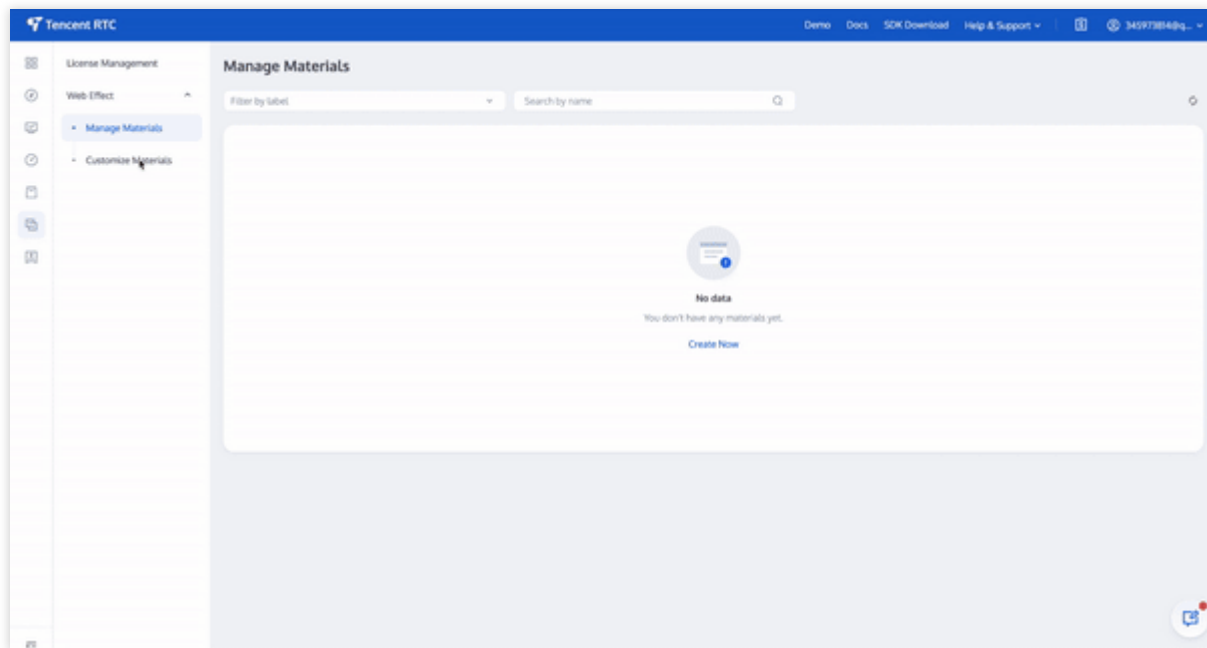 Tencent RTC
Demo Docs SDK Download Help & Support
License Management
Web Effect
Manage Materials
Customize Materials
Manage Materials
Filter by label
Search by name
No data
You don't have any materials yet.
Create Now